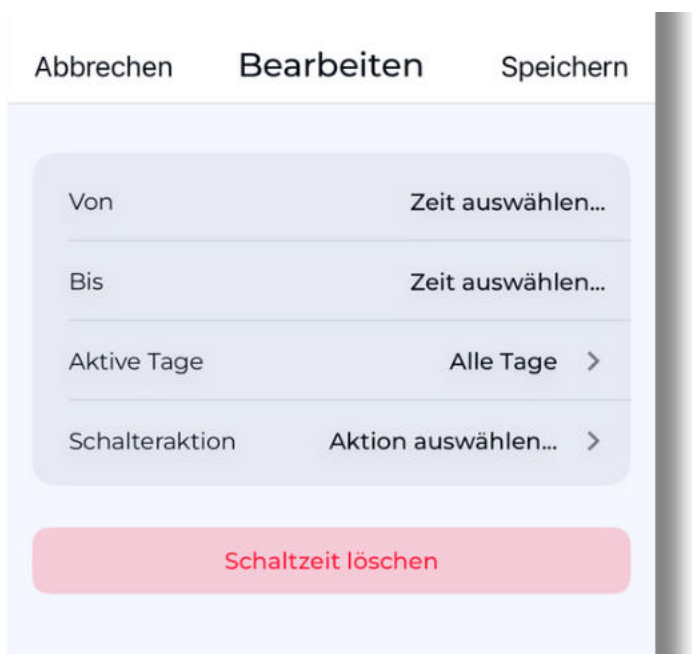 Abbrechen Bearbeiten Speichern
Von Zeit auswählen...
Bis Zeit auswählen...
Aktive Tage Alle Tage >
Schalteraktion Aktion auswählen... >
Schaltzeit löschen